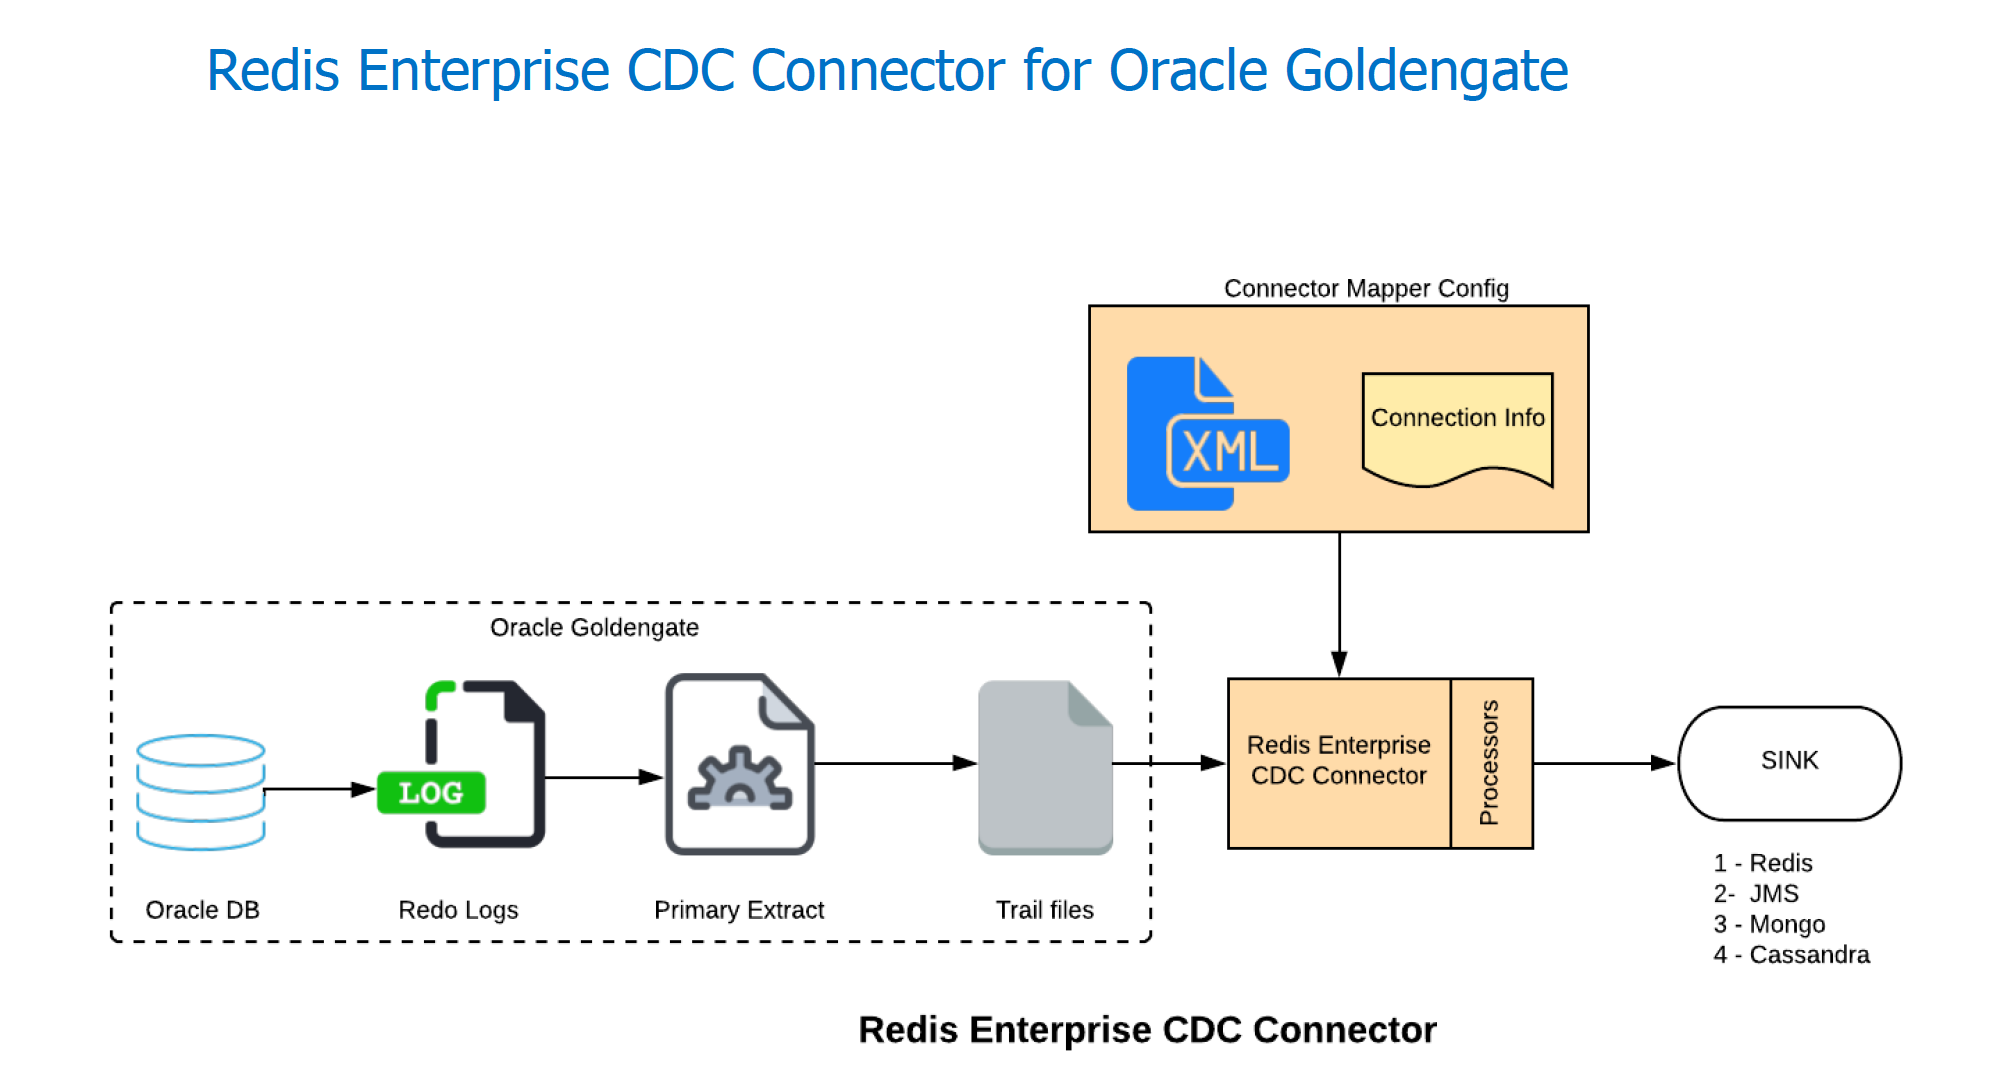 Redis Enterprise CDC Connector for Oracle Goldengate
Connector Mapper Config
XML
Connection Info
Oracle Goldengate
LOG
Oracle DB
Redo Logs
Primary Extract
Trail files
Redis Enterprise
CDC Connector
Processors
SINK
1 - Redis
2-  JMS
3 - Mongo
4 - Cassandra
Redis Enterprise CDC Connector